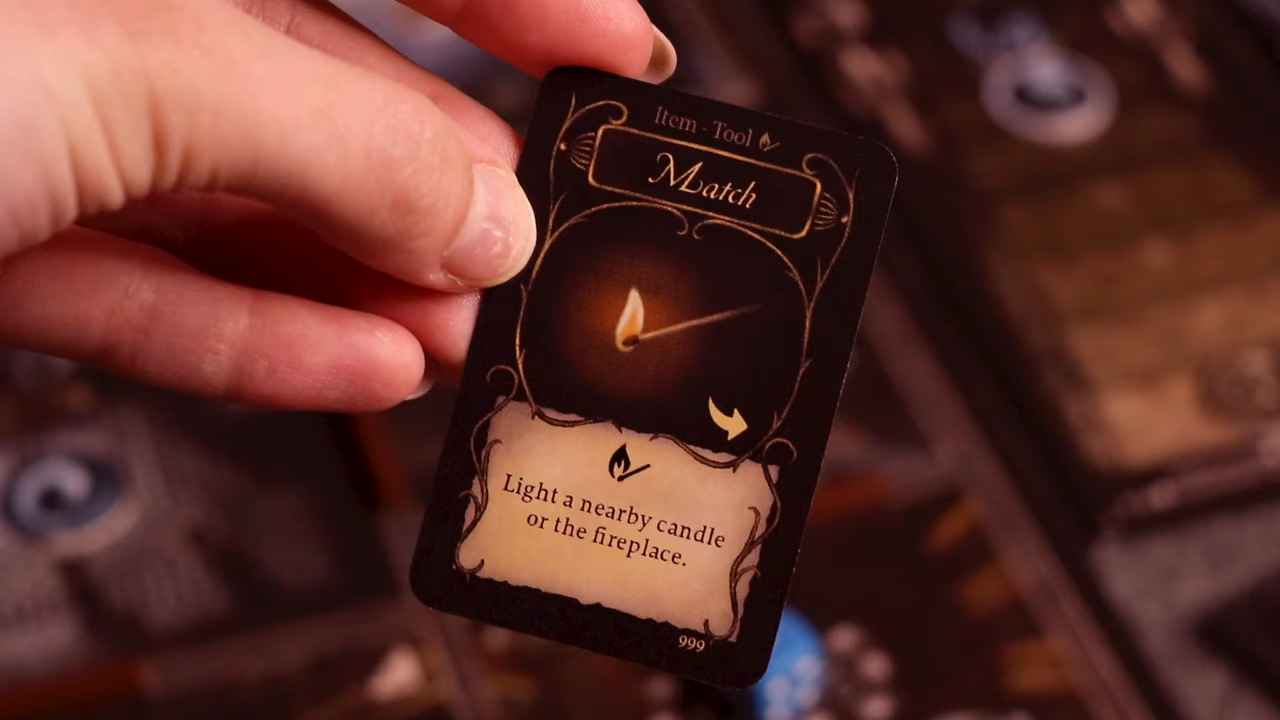 Item - Tool
Match
Light a nearby candle
or the fireplace.
999